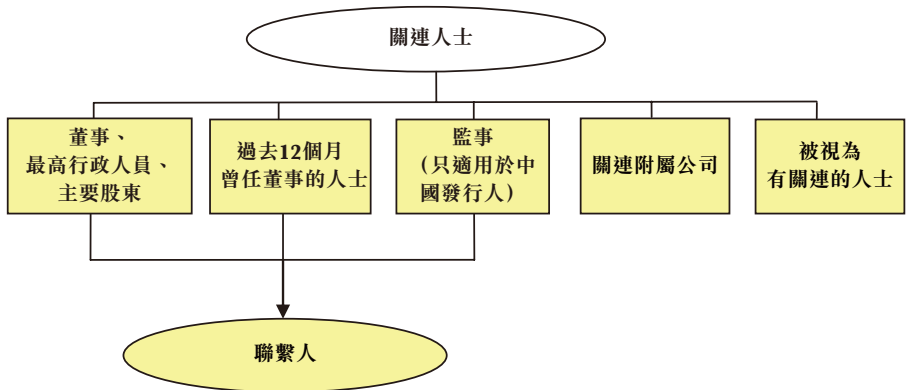 關連人士
董事、
最高行政人員、
主要股東
過去12個月
曾任董事的人士
監事
（只適用於中
國發行人）
關連附屬公司
被視為
有關連的人士
聯繫人